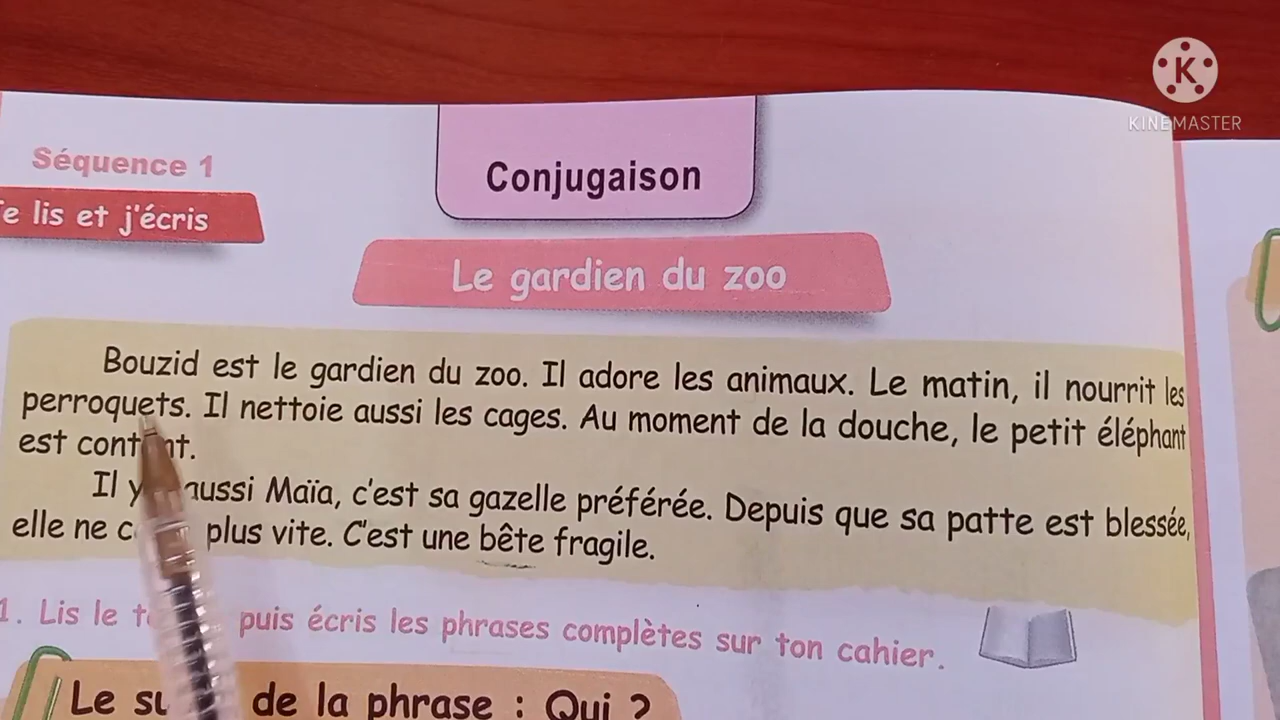 K
KINEMASTER
Séquence 1
Conjugaison
e lis et j'écris
Le gardien du zoo
Bouzid est le gardien du zoo. Il adore les animaux. Le matin, il nourrit les
perroquets. Il nettoie aussi les cages. Au moment de la douche, le petit éléphant
est content.
Il y aussi Maïa, c'est sa gazelle préférée. Depuis que sa patte est blessée,
elle ne plus vite. C'est une bête fragile.
1. Lis le puis écris les phrases complètes sur ton cahier.
Le de la phrase : Qui ?